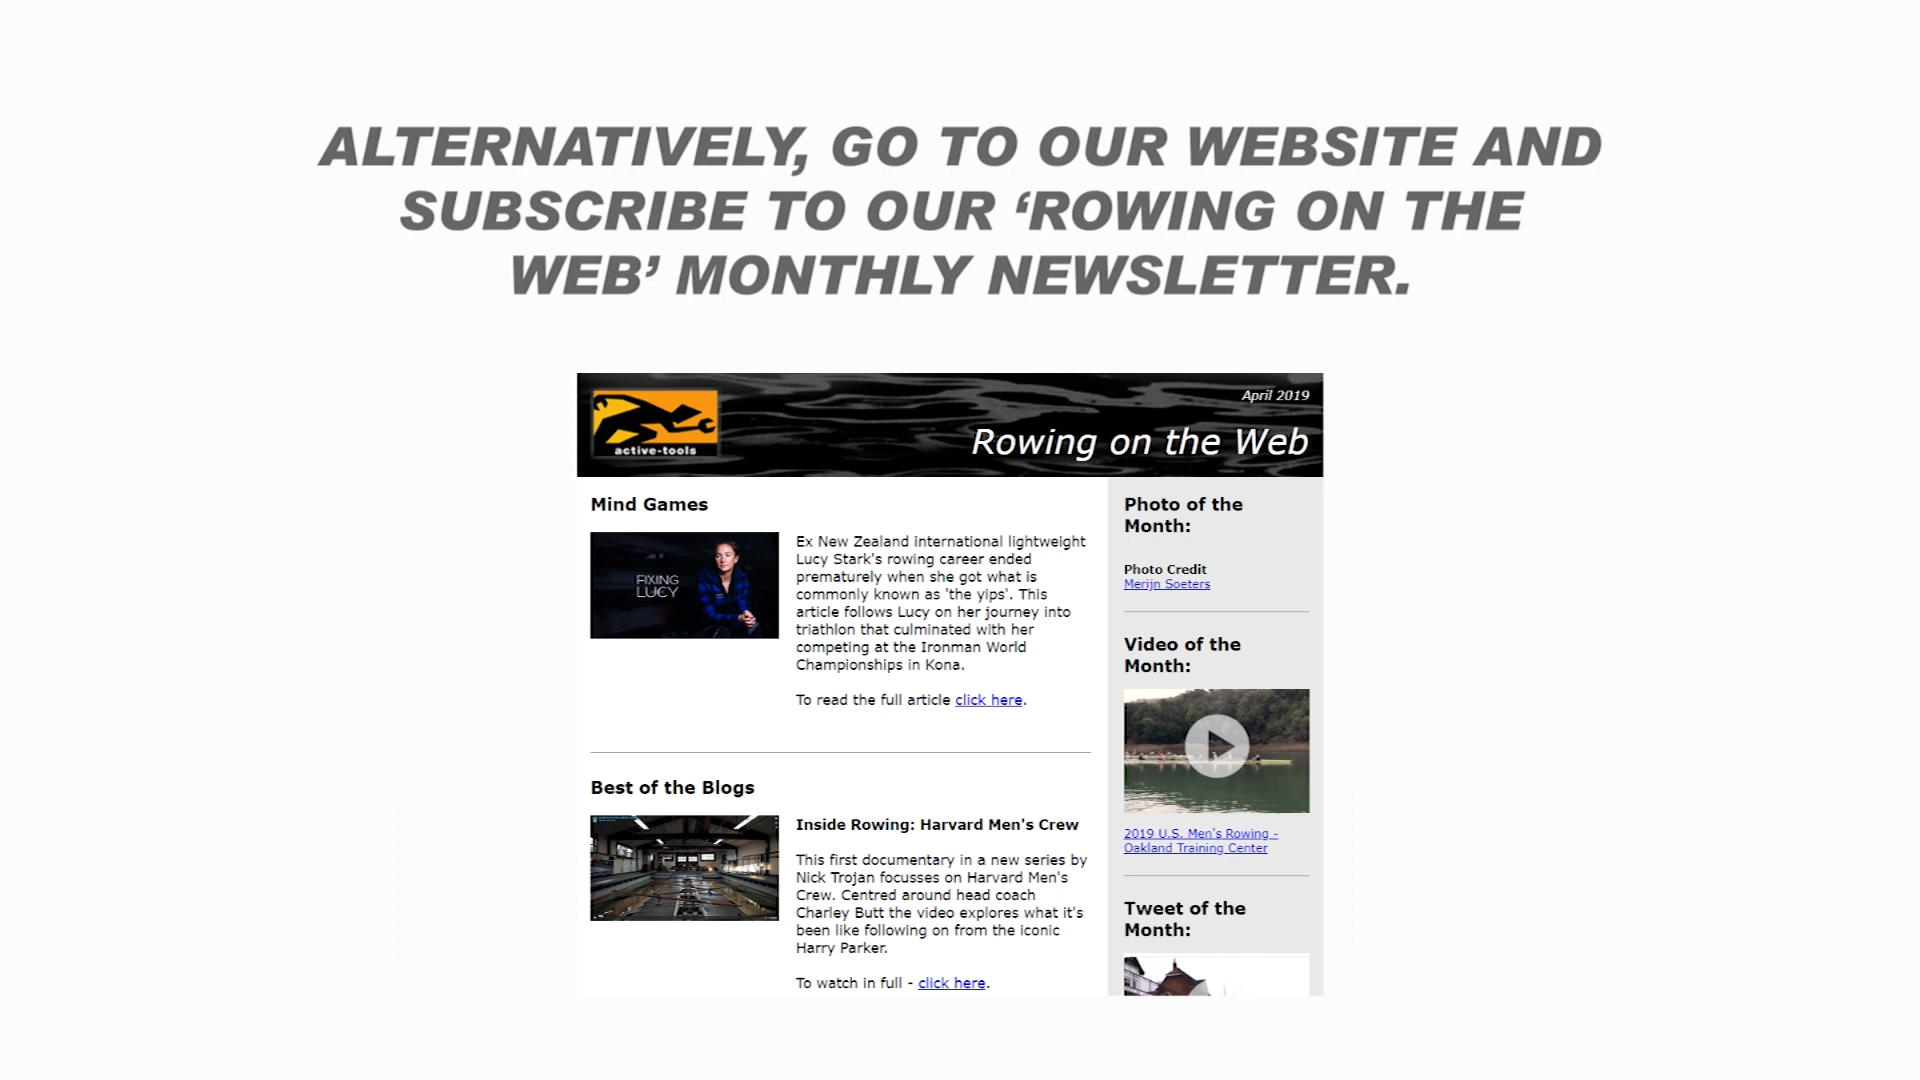 ALTERNATIVELY, GO TO OUR WEBSITE AND
SUBSCRIBE TO OUR ‘ROWING ON THE
WEB’ MONTHLY NEWSLETTER.
active-tools
April 2019
Rowing on the Web
Mind Games
FIXING
LUCY
Ex New Zealand international lightweight
Lucy Stark's rowing career ended
prematurely when she got what is
commonly known as 'the yips'. This
article follows Lucy on her journey into
triathlon that culminated with her
competing at the Ironman World
Championships in Kona.
To read the full article click here.
Best of the Blogs
Inside Rowing: Harvard Men's Crew
This first documentary in a new series by
Nick Trojan focusses on Harvard Men's
Crew. Centred around head coach
Charley Butt the video explores what it's
been like following on from the iconic
Harry Parker.
To watch in full - click here.
Photo of the
Month:
Photo Credit
Merijn Soeters
Video of the
Month:
2019 U.S. Men's Rowing -
Oakland Training Center
Tweet of the
Month: